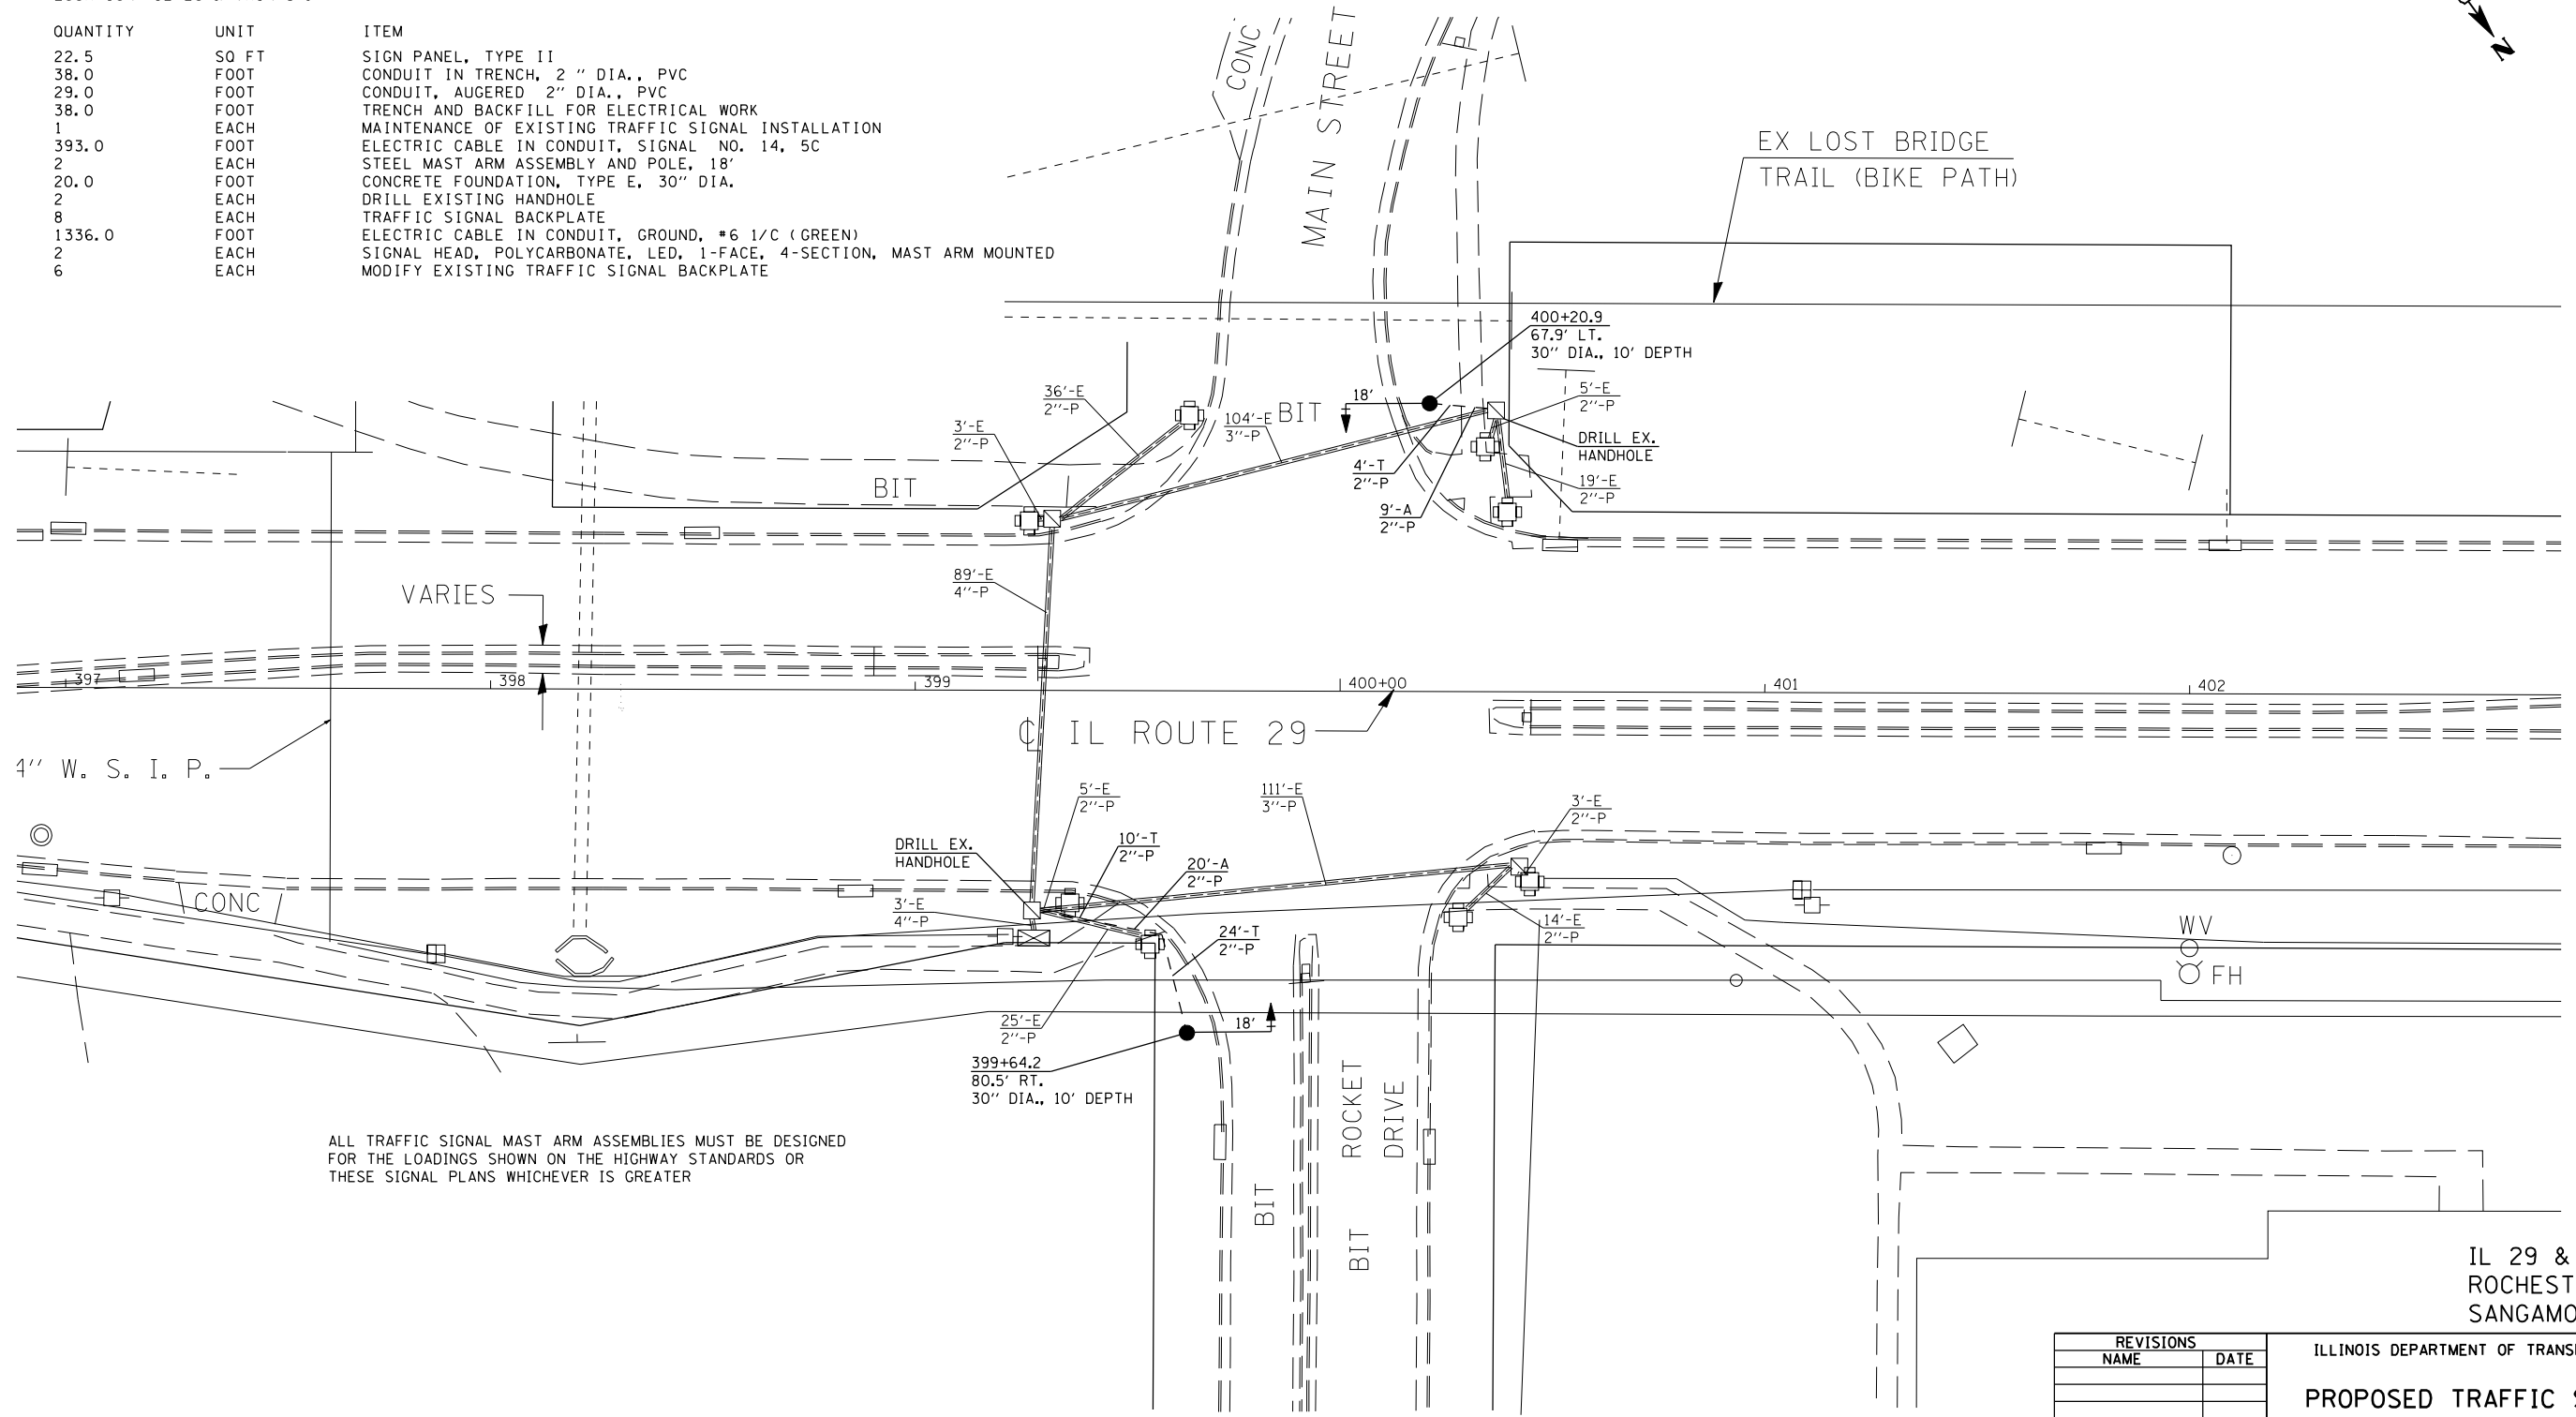 QUANTITY UNIT ITEM
22.5 SQ FT SIGN PANEL, TYPE II
38.0 FOOT CONDUIT IN TRENCH, 2 " DIA., PVC
29.0 FOOT CONDUIT, AUGERED 2" DIA., PVC
38.0 FOOT TRENCH AND BACKFILL FOR ELECTRICAL WORK
1 EACH MAINTENANCE OF EXISTING TRAFFIC SIGNAL INSTALLATION
393.0 FOOT ELECTRIC CABLE IN CONDUIT, SIGNAL NO. 14, 5C
2 EACH STEEL MAST ARM ASSEMBLY AND POLE, 18'
20.0 FOOT CONCRETE FOUNDATION, TYPE E, 30" DIA.
2 EACH DRILL EXISTING HANDHOLE
8 EACH TRAFFIC SIGNAL BACKPLATE
1336.0 FOOT ELECTRIC CABLE IN CONDUIT, GROUND, #6 1/C (GREEN)
2 EACH SIGNAL HEAD, POLYCARBONATE, LED, 1-FACE, 4-SECTION, MAST ARM MOUNTED
6 EACH MODIFY EXISTING TRAFFIC SIGNAL BACKPLATE
CONC
MAIN STREET
N
EX LOST BRIDGE
TRAIL (BIKE PATH)
400+20.9
67.9' LT.
30" DIA., 10' DEPTH
36'-E
2"-P
18'
5'-E
2"-P
3'-E
2"-P
104'-E
3"-P
BIT
DRILL EX.
HANDHOLE
4'-T
2"-P
19'-E
2"-P
BIT
9'-A
2"-P
89'-E
4"-P
VARIES
397
398
399
400+00
401
402
℄ IL ROUTE 29
4" W. S. I. P.
5'-E
2"-P
111'-E
3"-P
3'-E
2"-P
DRILL EX.
HANDHOLE
10'-T
2"-P
20'-A
2"-P
CONC
3'-E
4"-P
14'-E
2"-P
24'-T
2"-P
WV
FH
25'-E
2"-P
18'
399+64.2
80.5' RT.
30" DIA., 10' DEPTH
ROCKET
DRIVE
BIT
BIT
ALL TRAFFIC SIGNAL MAST ARM ASSEMBLIES MUST BE DESIGNED
FOR THE LOADINGS SHOWN ON THE HIGHWAY STANDARDS OR
THESE SIGNAL PLANS WHICHEVER IS GREATER
IL 29 &
ROCHEST
SANGAMO
REVISIONS
NAME DATE
ILLINOIS DEPARTMENT OF TRANS
PROPOSED TRAFFIC